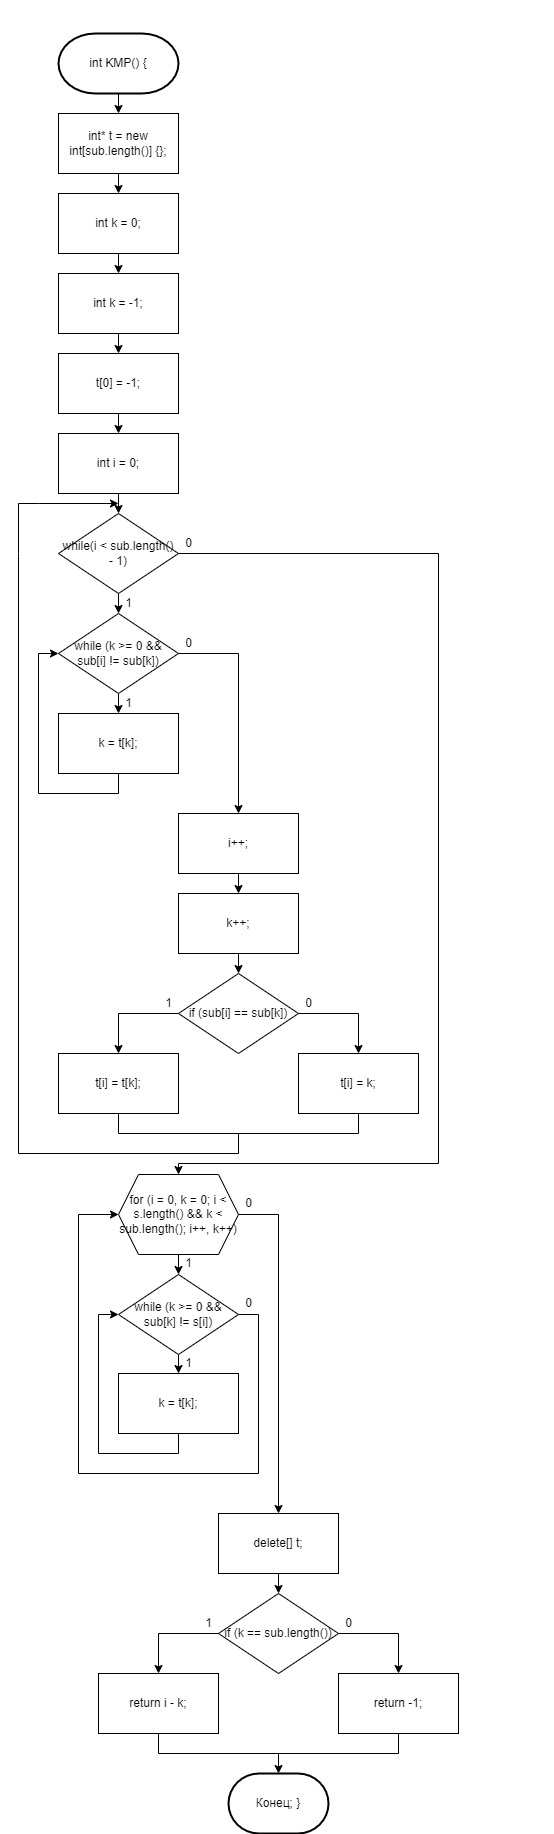 int KMP() {
int* t = new
int[sub.length()] {};
int k = 0;
int k = -1;
t[0] = -1;
int i = 0;
while(i < sub.length()
- 1)
0
1
while (k >= 0 &&
sub[i] != sub[k])
0
1
k = t[k];
i++;
k++;
if (sub[i] == sub[k])
1
0
t[i] = t[k];
t[i] = k;
for (i = 0, k = 0; i <
s.length() && k <
sub.length(); i++, k++)
0
1
while (k >= 0 &&
sub[k] != s[i])
0
1
k = t[k];
delete[] t;
if (k == sub.length())
1
0
return i - k;
return -1;
Конец; }